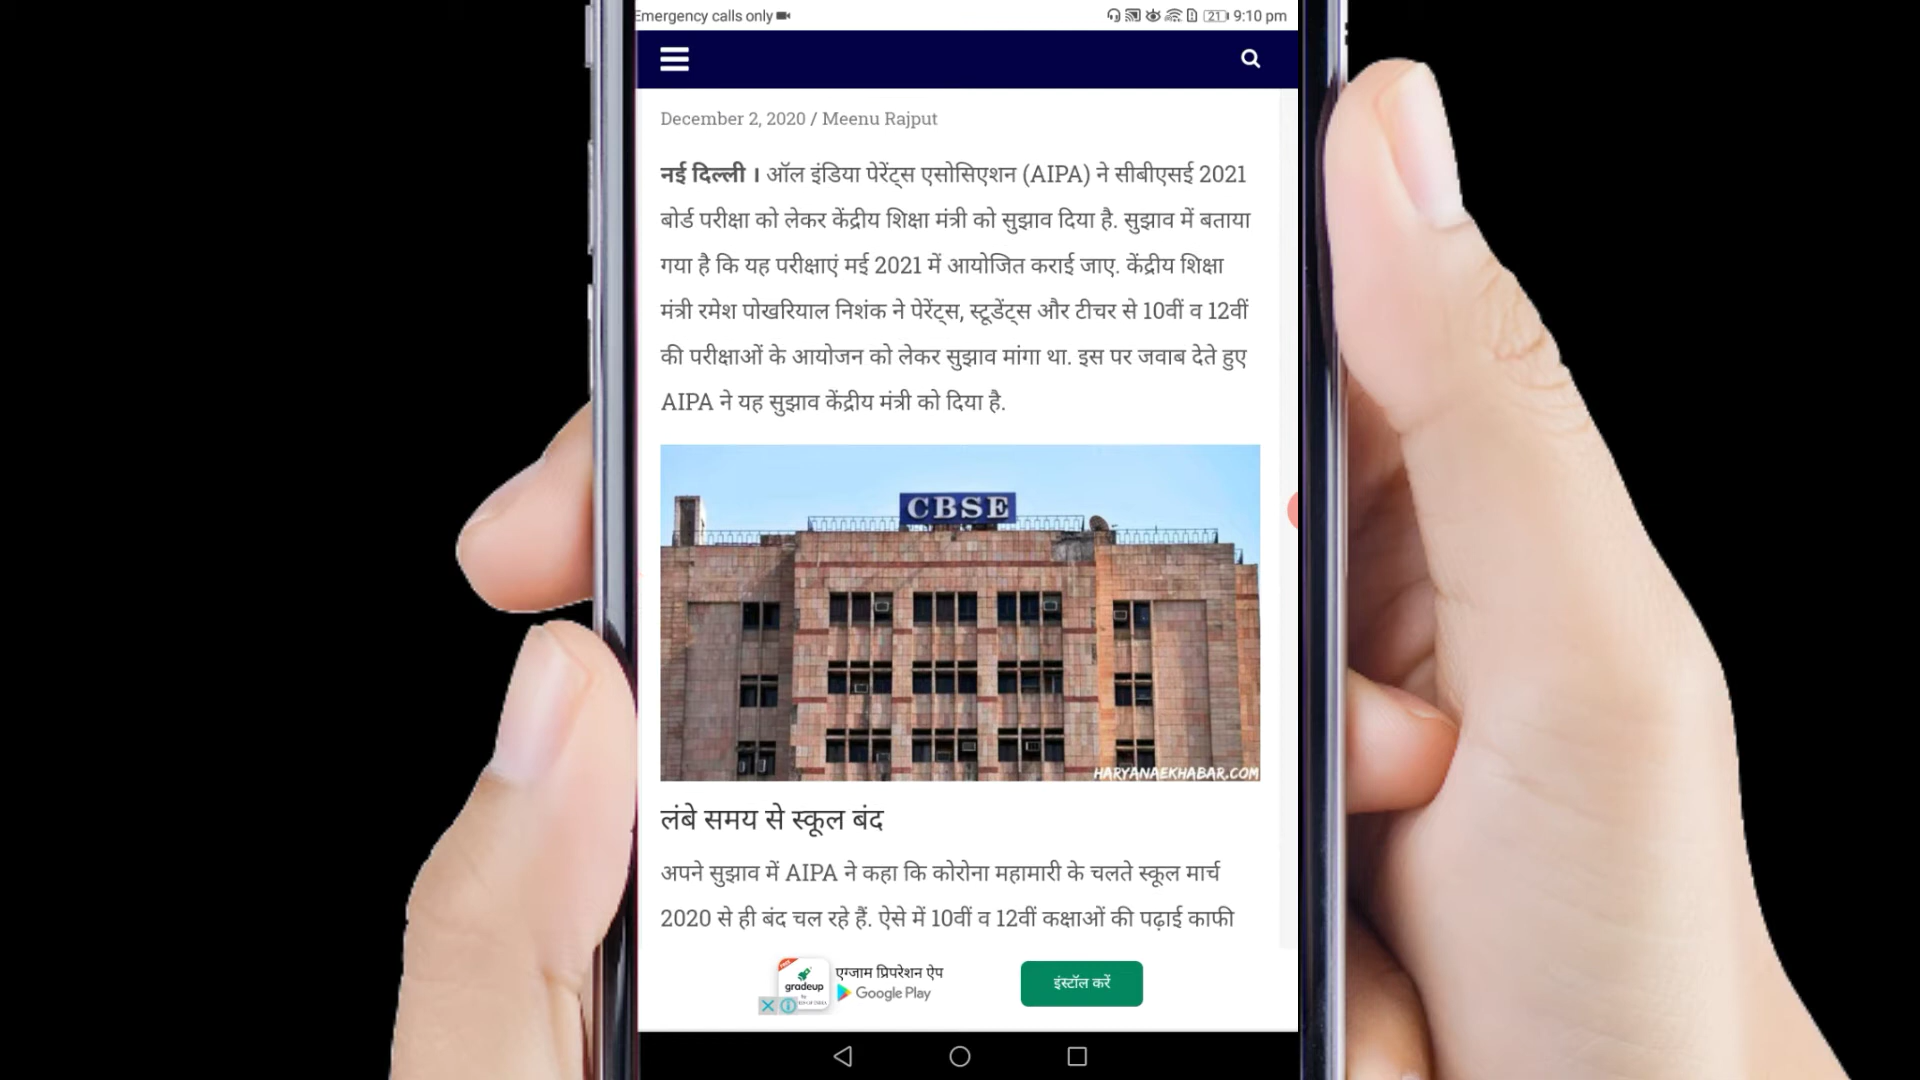 Emergency calls only
21 9:10 pm
December 2, 2020 / Meenu Rajput
नई दिल्ली । ऑल इंडिया पेरेंट्स एसोसिएशन (AIPA) ने सीबीएसई 2021
बोर्ड परीक्षा को लेकर केंद्रीय शिक्षा मंत्री को सुझाव दिया है. सुझाव में बताया
गया है कि यह परीक्षाएं मई 2021 में आयोजित कराई जाए. केंद्रीय शिक्षा
मंत्री रमेश पोखरियाल निशंक ने पेरेंट्स, स्टूडेंट्स और टीचर से 10वीं व 12वीं
की परीक्षाओं के आयोजन को लेकर सुझाव मांगा था. इस पर जवाब देते हुए
AIPA ने यह सुझाव केंद्रीय मंत्री को दिया है.
CBSE
HARYANAEKHABAR.COM
लंबे समय से स्कूल बंद
अपने सुझाव में AIPA ने कहा कि कोरोना महामारी के चलते स्कूल मार्च
2020 से ही बंद चल रहे हैं. ऐसे में 10वीं व 12वीं कक्षाओं की पढ़ाई काफी
एग्जाम प्रिपरेशन ऐप
gradeup
Google Play
इंस्टॉल करें